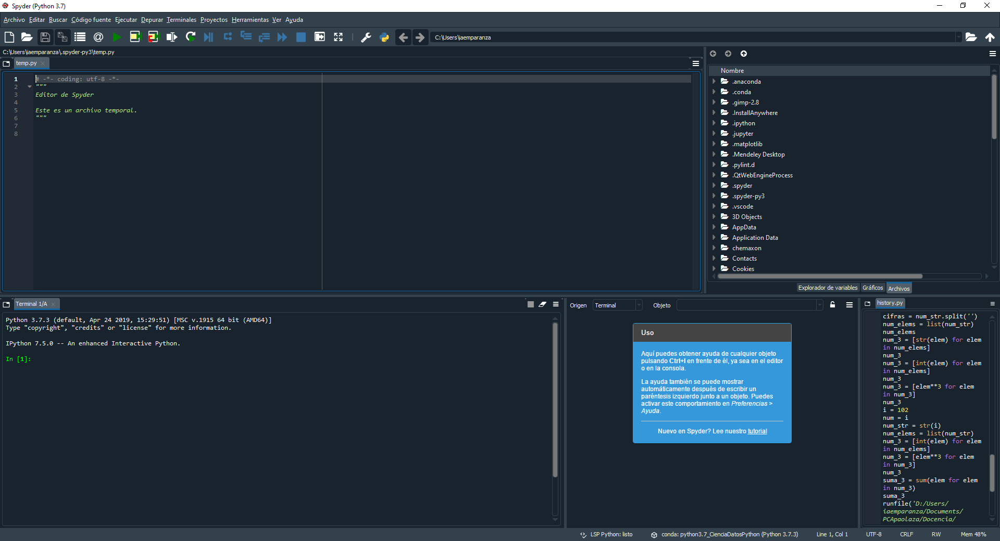 Spyder (Python 3.7)
Archivo Editar Buscar Código fuente Ejecutar Depurar Terminales Proyectos Herramientas Ver Ayuda
C:\Users\iaemparanza
C:\Users\iaemparanza\.spyder-py3\temp.py
temp.py
1 # -*- coding: utf-8 -*-
2 """
3 Editor de Spyder
4
5 Este es un archivo temporal.
6 """
7
8
Nombre
.anaconda
.conda
.gimp-2.8
.InstallAnywhere
.ipython
.jupyter
.matplotlib
.Mendeley Desktop
.pylint.d
.QtWebEngineProcess
.spyder
.spyder-py3
.vscode
3D Objects
AppData
Application Data
chemaxon
Contacts
Cookies
Explorador de variables Gráficos Archivos
Terminal 1/A
Python 3.7.3 (default, Apr 24 2019, 15:29:51) [MSC v.1915 64 bit (AMD64)]
Type "copyright", "credits" or "license" for more information.
IPython 7.5.0 -- An enhanced Interactive Python.
In [1]:
Origen Terminal Objeto
Uso
Aquí puedes obtener ayuda de cualquier objeto
pulsando Ctrl+I en frente de él, ya sea en el editor
o en la consola.
La ayuda también se puede mostrar
automáticamente después de escribir un
paréntesis izquierdo junto a un objeto. Puedes
activar este comportamiento en Preferencias >
Ayuda.
Nuevo en Spyder? Lee nuestro tutorial
history.py
cifras = num_str.split('')
num_elems = list(num_str)
num_elems
num_3 = [str(elem) for elem
in num_elems]
num_3
num_3 = [int(elem) for elem
in num_elems]
num_3
num_3 = [elem**3 for elem
in num_3]
num_3
i = 102
num = i
num_str = str(i)
num_elems = list(num_str)
num_3 = [int(elem) for elem
in num_elems]
num_3 = [elem**3 for elem
in num_3]
num_3
suma_3 = sum(elem for elem
in num_3)
suma_3
runfile('D:/Users/
iaemparanza/Documents/
PCApaolaza/Docencia/
LSP Python: listo conda: python3.7_CienciaDatosPython (Python 3.7.3) Line 1, Col 1 UTF-8 CRLF RW Mem 48%